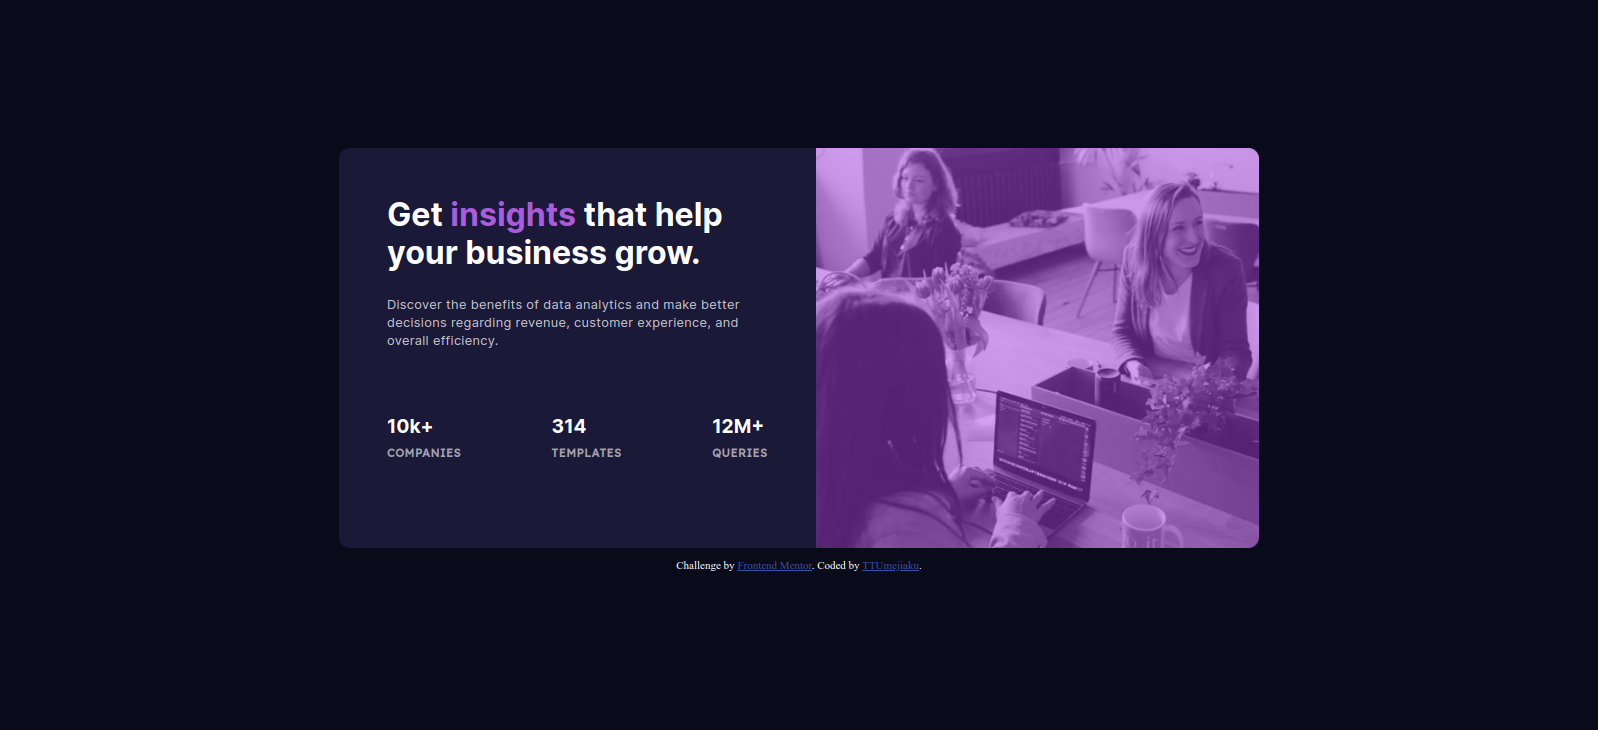 Get insights that help
your business grow.
Discover the benefits of data analytics and make better
decisions regarding revenue, customer experience, and
overall efficiency.
10k+ 314 12M+
COMPANIES TEMPLATES QUERIES
Challenge by Frontend Mentor. Coded by TTUmejiaku.